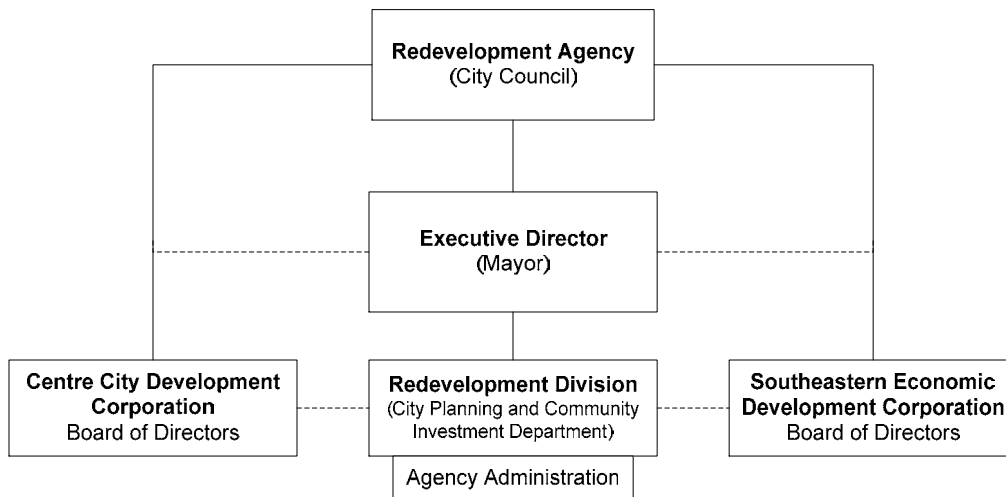 Redevelopment Agency
(City Council)
Executive Director
(Mayor)
Centre City Development
Corporation
Board of Directors
Redevelopment Division
(City Planning and Community
Investment Department)
Agency Administration
Southeastern Economic
Development Corporation
Board of Directors